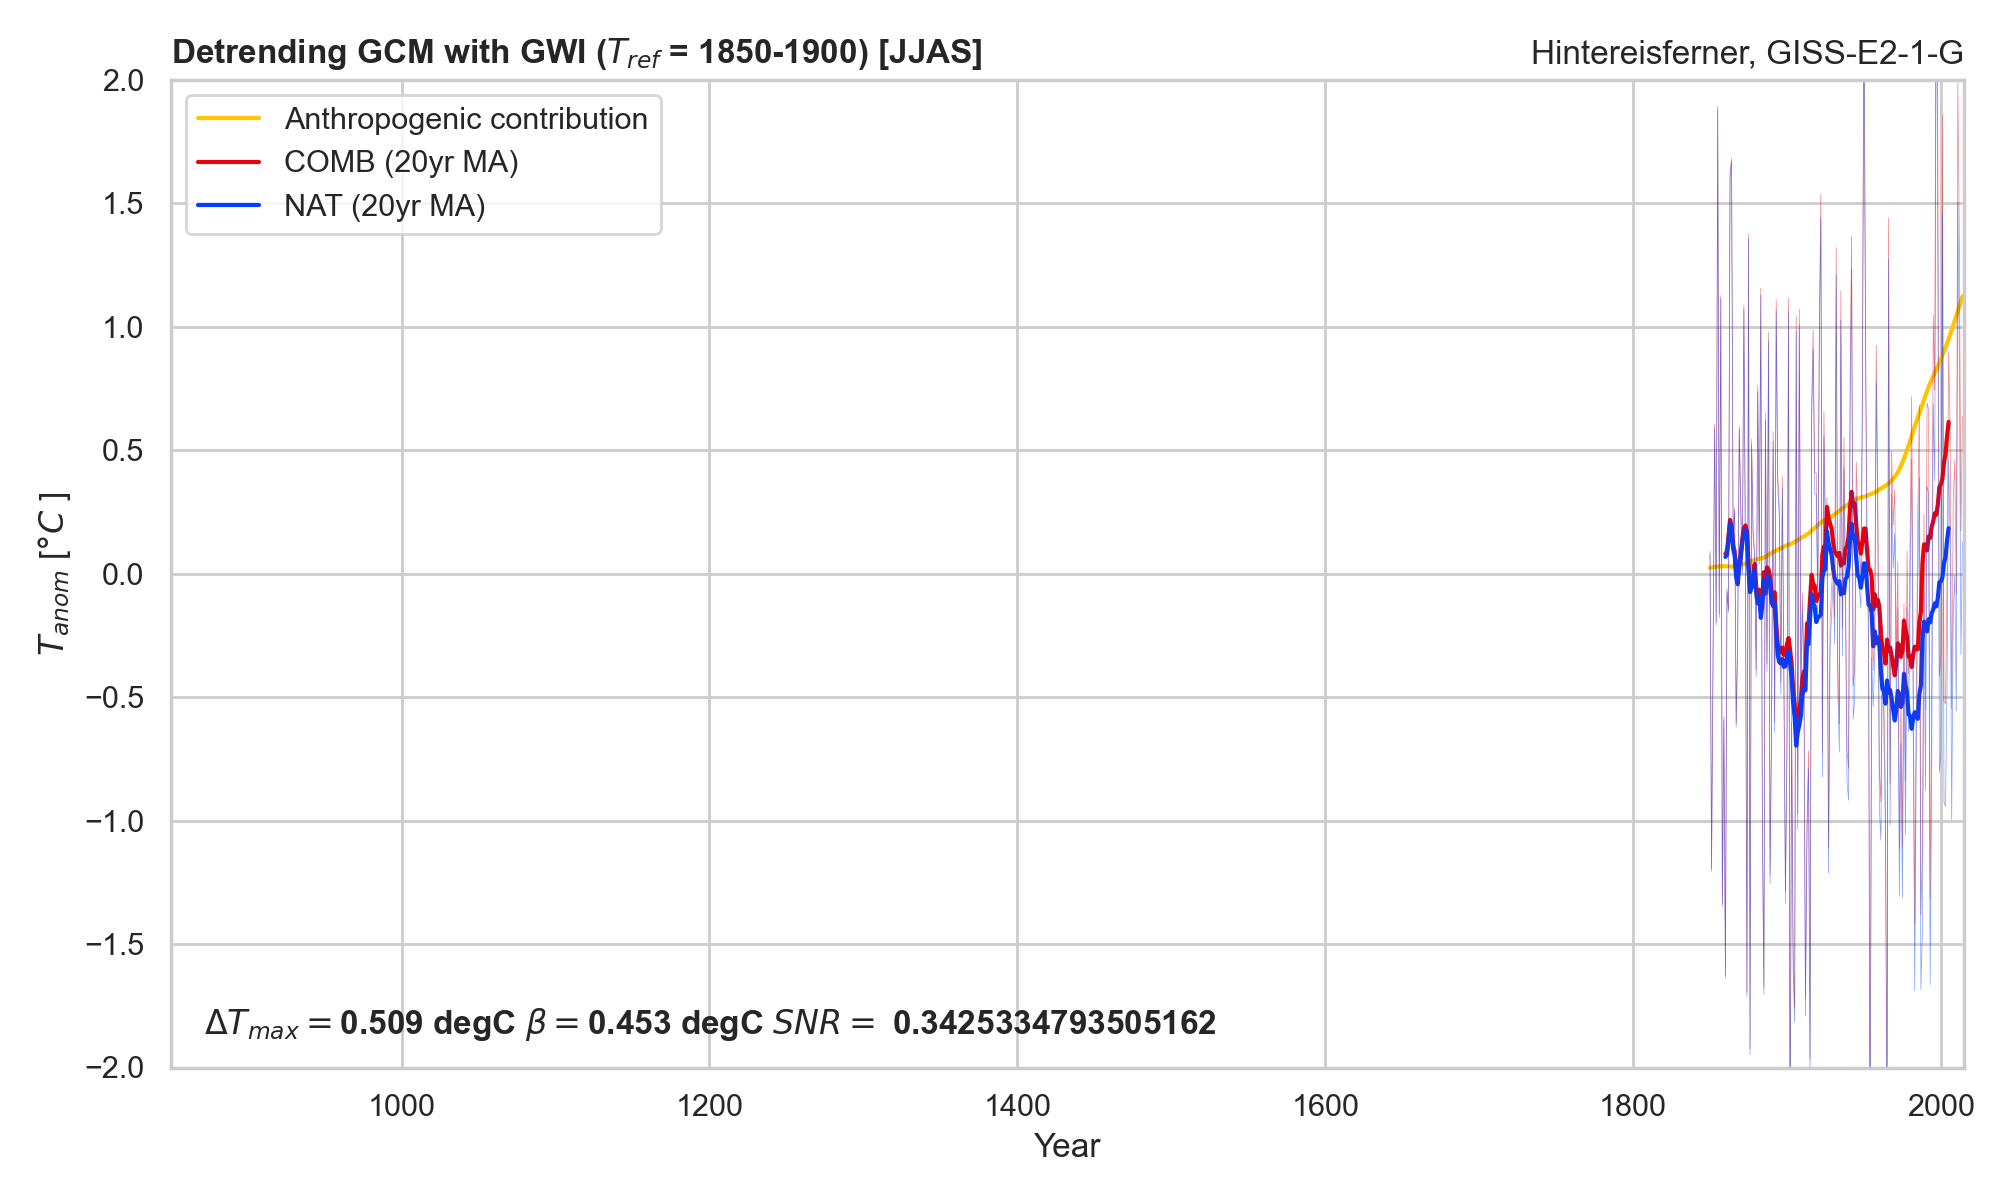 Detrending GCM with GWI (T_ref = 1850-1900) [JJAS]
Hintereisferner, GISS-E2-1-G
Anthropogenic contribution
COMB (20yr MA)
NAT (20yr MA)
2.0
1.5
1.0
0.5
0.0
−0.5
−1.0
−1.5
−2.0
T_anom [°C ]
ΔT_max = 0.509 degC β = 0.453 degC SNR = 0.3425334793505162
1000
1200
1400
1600
1800
2000
Year